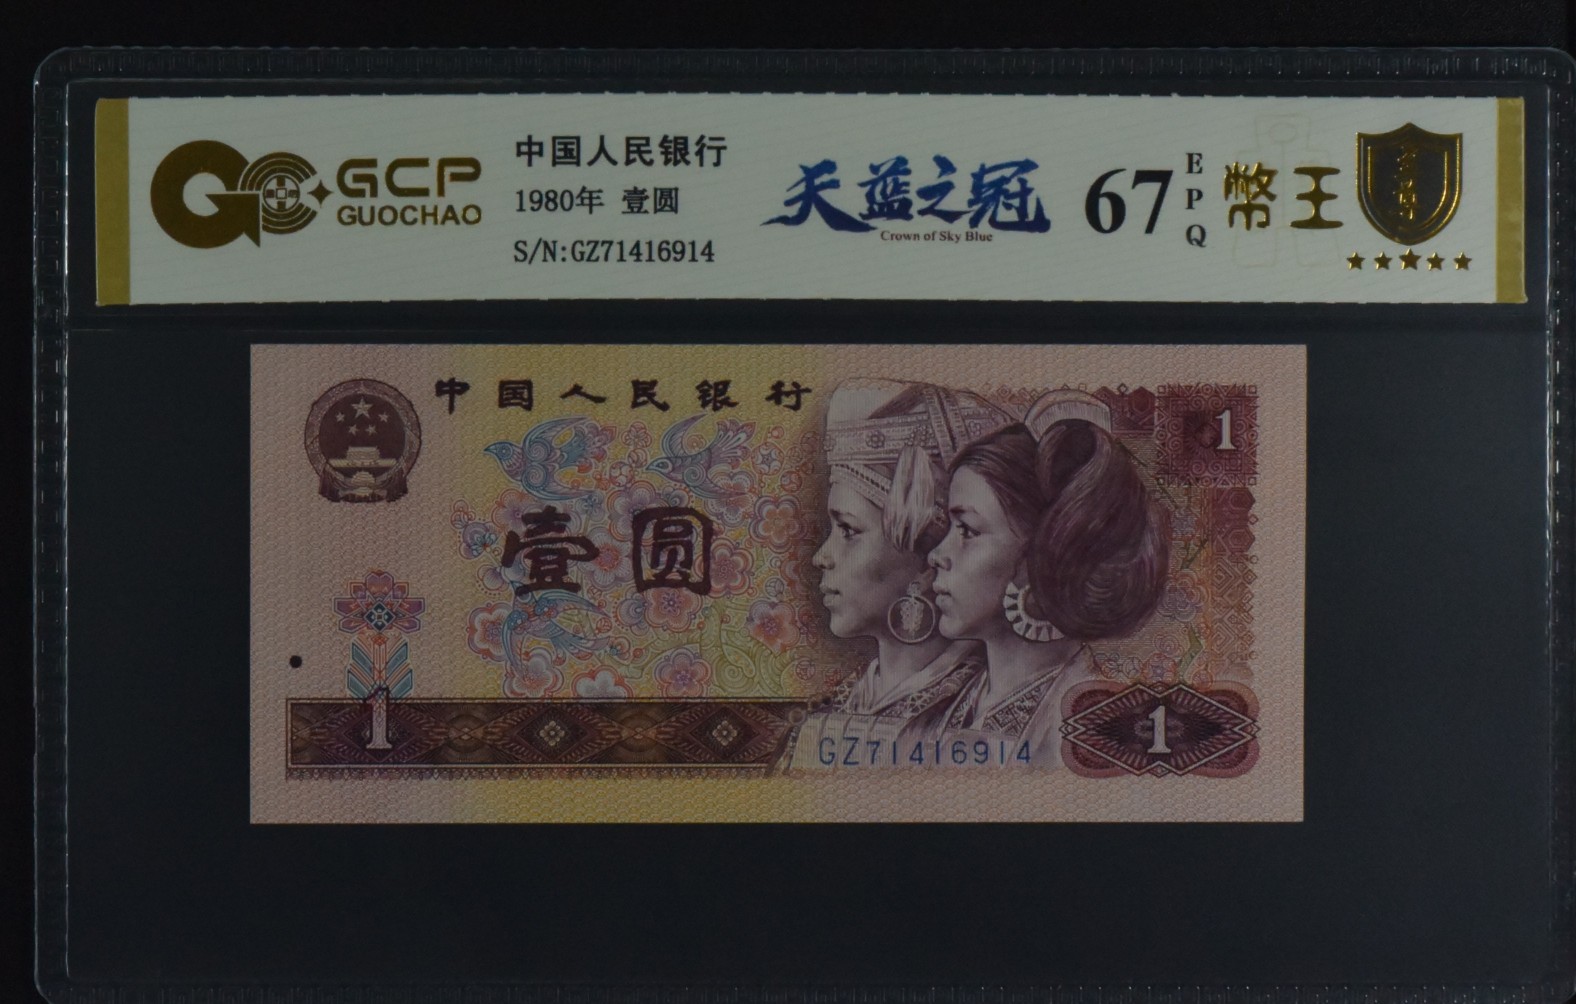 GCP
GUOCHAO
中国人民银行
1980年 壹圆
S/N:GZ71416914
天蓝之冠
Crown of Sky Blue
67
EPQ
幣王
中国人民银行
1
壹圆
1
GZ71416914
1